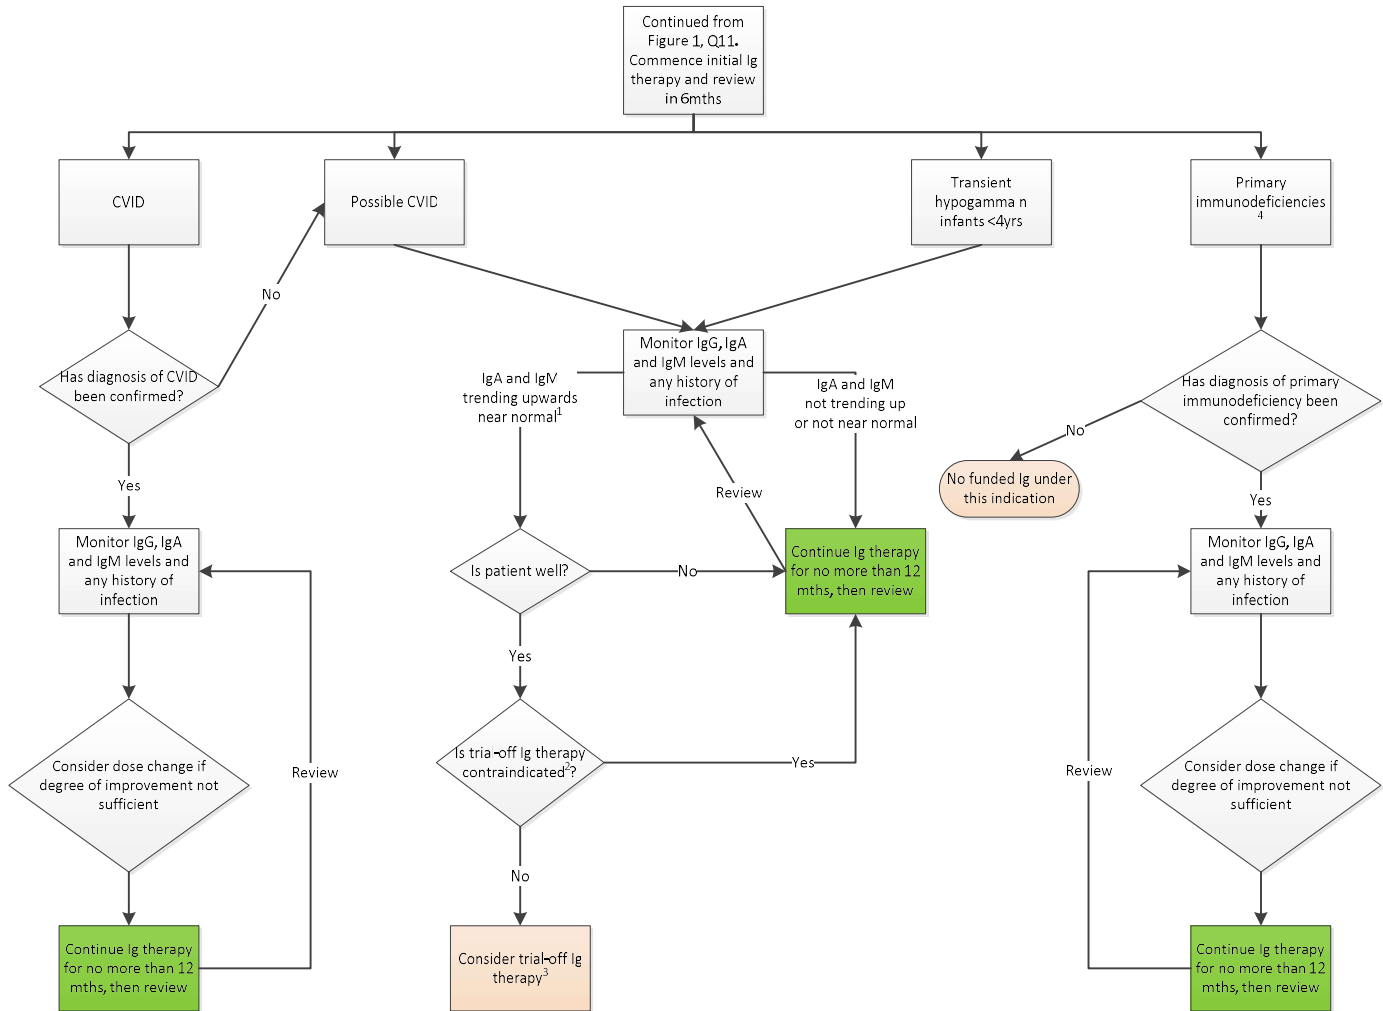 Continued from
Figure 1, Q11.
Commence initial Ig
therapy and review
in 6mths
CVID
Possible CVID
Transient
hypogamma n
infants <4yrs
Primary
immunodeficiencies
4
No
Has diagnosis of CVID
been confirmed?
Monitor IgG, IgA
and IgM levels and
any history of
infection
IgA and IgM
trending upwards
near normal1
IgA and IgM
not trending up
or not near normal
Has diagnosis of primary
immunodeficiency been
confirmed?
No
No funded Ig under
this indication
Yes
Review
Yes
Monitor IgG, IgA
and IgM levels and
any history of
infection
Is patient well?
No
Continue Ig therapy
for no more than 12
mths, then review
Monitor IgG, IgA
and IgM levels and
any history of
infection
Yes
Consider dose change if
degree of improvement not
sufficient
Review
Is trial-off Ig therapy
contraindicated2?
Yes
Review
Consider dose change if
degree of improvement not
sufficient
No
Continue Ig therapy
for no more than 12
mths, then review
Consider trial-off Ig
therapy3
Continue Ig therapy
for no more than 12
mths, then review